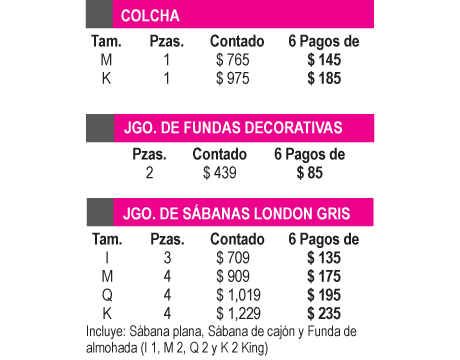 COLCHA
Tam. Pzas. Contado 6 Pagos de
M 1 $ 765 $ 145
K 1 $ 975 $ 185
JGO. DE FUNDAS DECORATIVAS
Pzas. Contado 6 Pagos de
2 $ 439 $ 85
JGO. DE SÁBANAS LONDON GRIS
Tam. Pzas. Contado 6 Pagos de
I 3 $ 709 $ 135
M 4 $ 909 $ 175
Q 4 $ 1,019 $ 195
K 4 $ 1,229 $ 235
Incluye: Sábana plana, Sábana de cajón y Funda de
almohada (I 1, M 2, Q 2 y K 2 King)